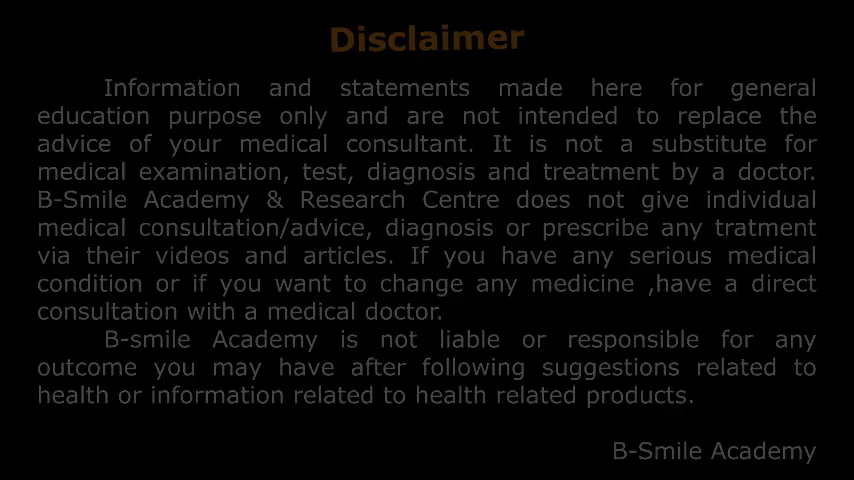 Disclaimer
Information and statements made here for general
education purpose only and are not intended to replace the
advice of your medical consultant. It is not a substitute for
medical examination, test, diagnosis and treatment by a doctor.
B-Smile Academy & Research Centre does not give individual
medical consultation/advice, diagnosis or prescribe any tratment
via their videos and articles. If you have any serious medical
condition or if you want to change any medicine ,have a direct
consultation with a medical doctor.
B-smile Academy is not liable or responsible for any
outcome you may have after following suggestions related to
health or information related to health related products.
B-Smile Academy